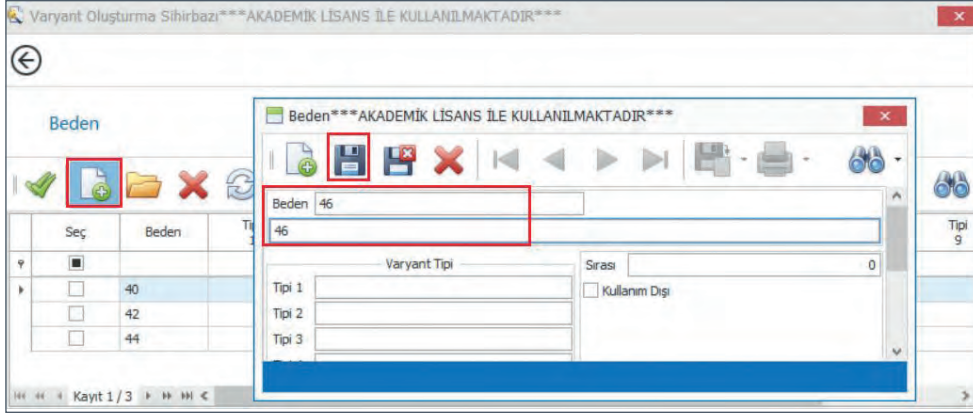 Varyant Oluşturma Sihirbazı***AKADEMİK LİSANS İLE KULLANILMAKTADIR***
Beden
Seç
Beden
Tipi
9
40
42
44
Kayıt 1 / 3
Beden***AKADEMİK LİSANS İLE KULLANILMAKTADIR***
Beden 46
46
Varyant Tipi
Tipi 1
Tipi 2
Tipi 3
Sırası 0
Kullanım Dışı